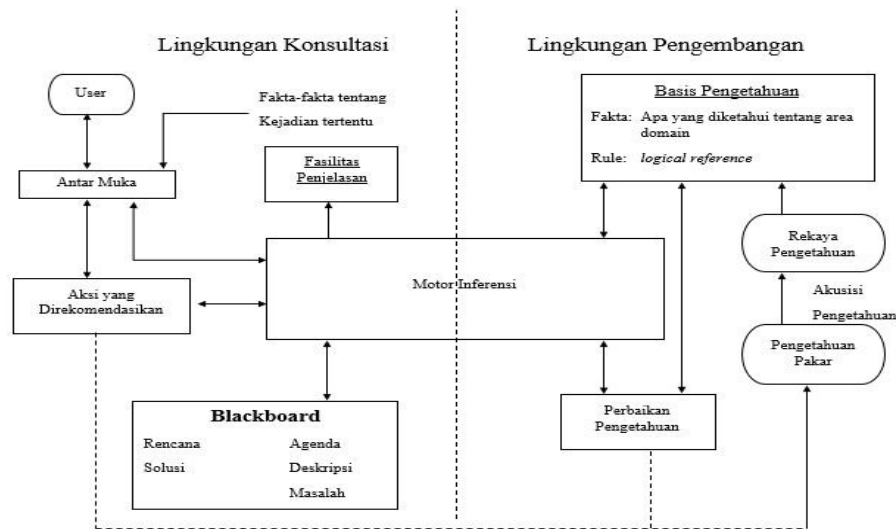 Lingkungan Konsultasi
Lingkungan Pengembangan
User
Fakta-fakta tentang
Kejadian tertentu
Antar Muka
Fasilitas
Penjelasan
Basis Pengetahuan
Fakta: Apa yang diketahui tentang area
domain
Rule: logical reference
Motor Inferensi
Aksi yang
Direkomendasikan
Rekaya
Pengetahuan
Akusisi
Pengetahuan
Pengetahuan
Pakar
Blackboard
Rencana Agenda
Solusi Deskripsi
Masalah
Perbaikan
Pengetahuan